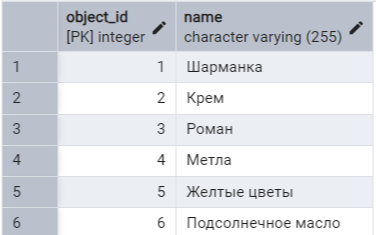 object_id name
[PK] integer character varying (255)
1 1 Шарманка
2 2 Крем
3 3 Роман
4 4 Метла
5 5 Желтые цветы
6 6 Подсолнечное масло